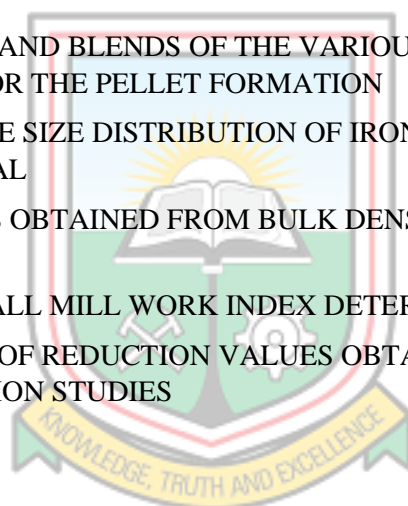 AND BLENDS OF THE VARIOU
OR THE PELLET FORMATION
E SIZE DISTRIBUTION OF IRON
AL
OBTAINED FROM BULK DENS
ALL MILL WORK INDEX DETER
OF REDUCTION VALUES OBTA
ION STUDIES
KNOWLEDGE, TRUTH AND EXCELLENCE